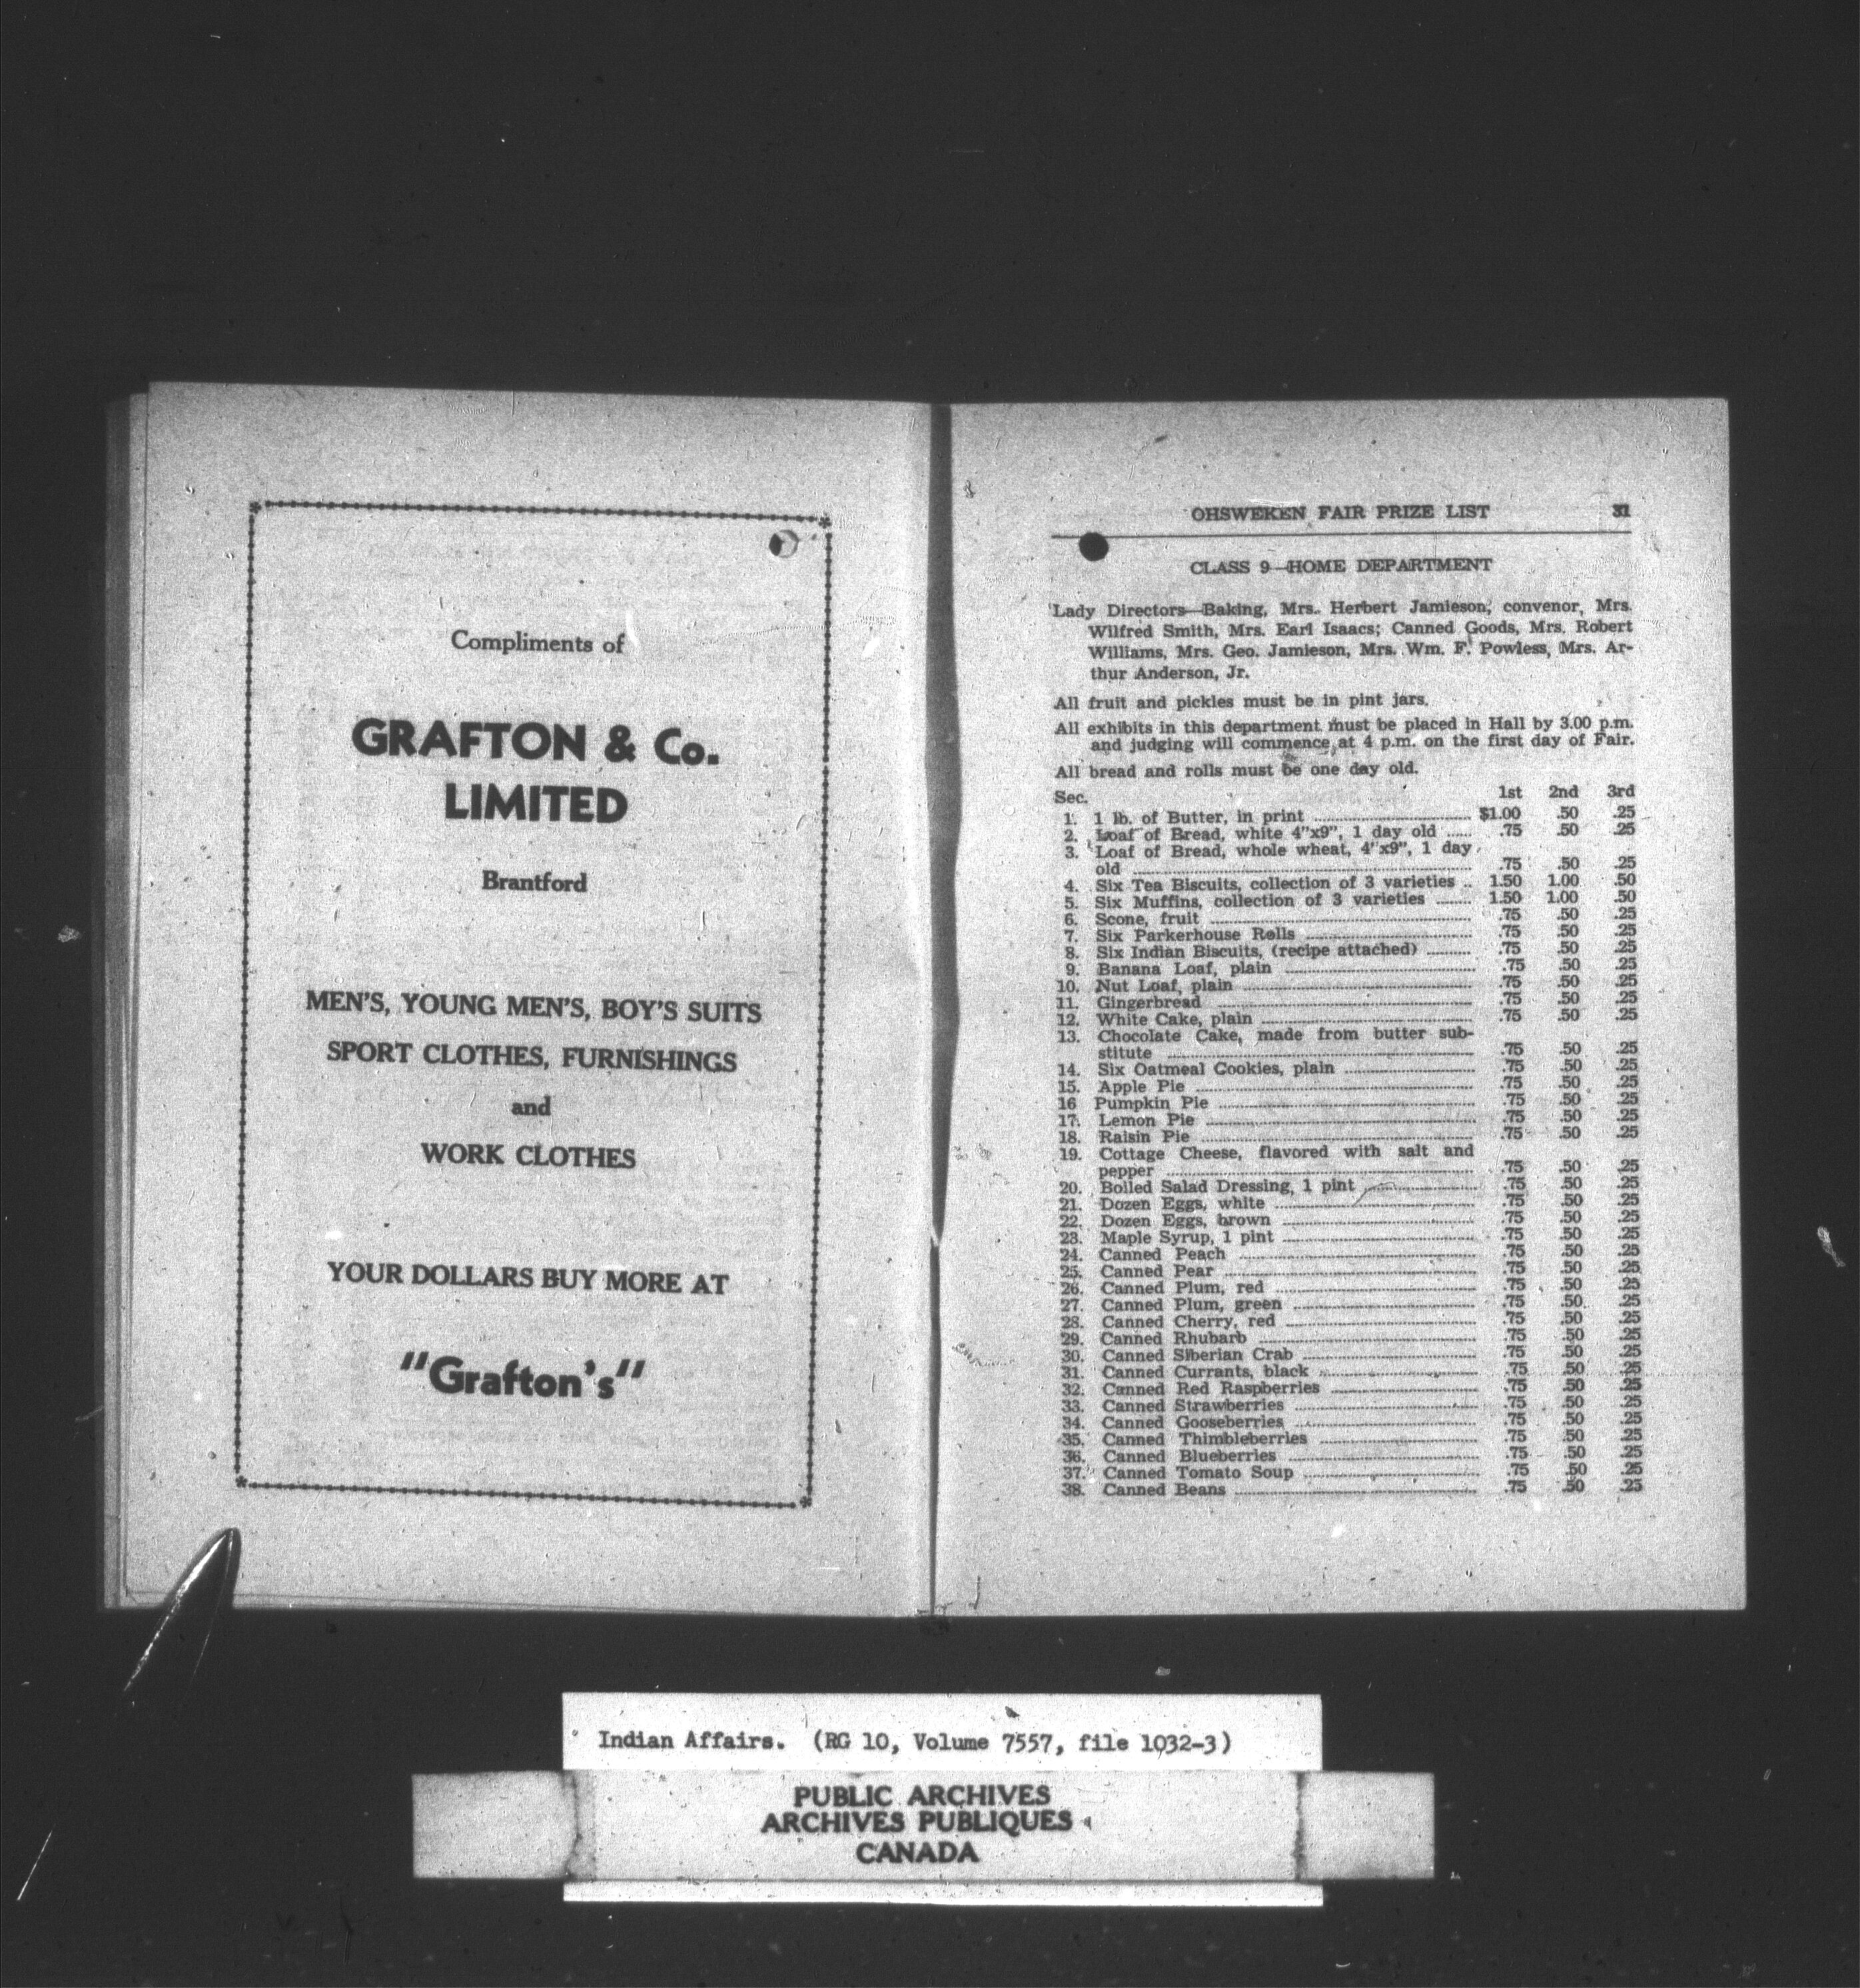 Compliments of
GRAFTON & Co.
LIMITED
Brantford
MEN'S, YOUNG MEN'S, BOY'S SUITS
SPORT CLOTHES, FURNISHINGS
and
WORK CLOTHES
YOUR DOLLARS BUY MORE AT
"Grafton's"
OHSWEKEN FAIR PRIZE LIST 31
CLASS 9—HOME DEPARTMENT
Lady Directors—Baking, Mrs. Herbert Jamieson, convenor, Mrs.
Wilfred Smith, Mrs. Earl Isaacs; Canned Goods, Mrs. Robert
Williams, Mrs. Geo. Jamieson, Mrs. Wm. F. Powless, Mrs. Ar-
thur Anderson, Jr.
All fruit and pickles must be in pint jars.
All exhibits in this department must be placed in Hall by 3.00 p.m.
and judging will commence at 4 p.m. on the first day of Fair.
All bread and rolls must be one day old.
Sec. 1st 2nd 3rd
1. 1 lb. of Butter, in print ........ $1.00 .50 .25
2. Loaf of Bread, white 4"x9", 1 day old ...... .75 .50 .25
3. Loaf of Bread, whole wheat, 4"x9", 1 day
old ........ .75 .50 .25
4. Six Tea Biscuits, collection of 3 varieties .. 1.50 1.00 .50
5. Six Muffins, collection of 3 varieties ........ 1.50 1.00 .50
6. Scone, fruit ........ .75 .50 .25
7. Six Parkerhouse Rolls ........ .75 .50 .25
8. Six Indian Biscuits, (recipe attached) ........ .75 .50 .25
9. Banana Loaf, plain ........ .75 .50 .25
10. Nut Loaf, plain ........ .75 .50 .25
11. Gingerbread ........ .75 .50 .25
12. White Cake, plain ........ .75 .50 .25
13. Chocolate Cake, made from butter sub-
stitute ........ .75 .50 .25
14. Six Oatmeal Cookies, plain ........ .75 .50 .25
15. Apple Pie ........ .75 .50 .25
16 Pumpkin Pie ........ .75 .50 .25
17. Lemon Pie ........ .75 .50 .25
18. Raisin Pie ........ .75 .50 .25
19. Cottage Cheese, flavored with salt and
pepper ........ .75 .50 .25
20. Boiled Salad Dressing, 1 pint ........ .75 .50 .25
21. Dozen Eggs, white ........ .75 .50 .25
22. Dozen Eggs, brown ........ .75 .50 .25
23. Maple Syrup, 1 pint ........ .75 .50 .25
24. Canned Peach ........ .75 .50 .25
25. Canned Pear ........ .75 .50 .25
26. Canned Plum, red ........ .75 .50 .25
27. Canned Plum, green ........ .75 .50 .25
28. Canned Cherry, red ........ .75 .50 .25
29. Canned Rhubarb ........ .75 .50 .25
30. Canned Siberian Crab ........ .75 .50 .25
31. Canned Currants, black ........ .75 .50 .25
32. Canned Red Raspberries ........ .75 .50 .25
33. Canned Strawberries ........ .75 .50 .25
34. Canned Gooseberries ........ .75 .50 .25
35. Canned Thimbleberries ........ .75 .50 .25
36. Canned Blueberries ........ .75 .50 .25
37. Canned Tomato Soup ........ .75 .50 .25
38. Canned Beans ........ .75 .50 .25
Indian Affairs. (RG 10, Volume 7557, file 1032-3)
PUBLIC ARCHIVES
ARCHIVES PUBLIQUES
CANADA